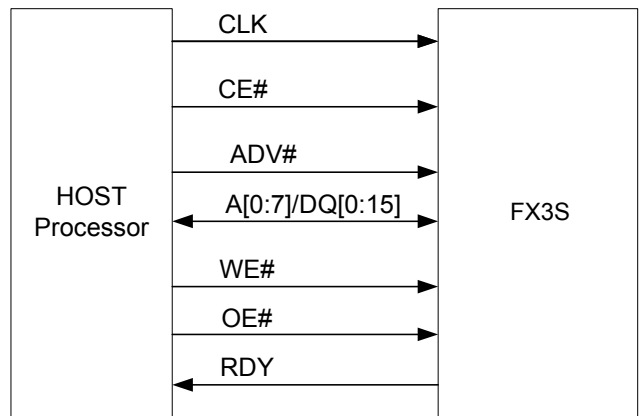 CLK
CE#
ADV#
A[0:7]/DQ[0:15]
HOST
Processor
FX3S
WE#
OE#
RDY